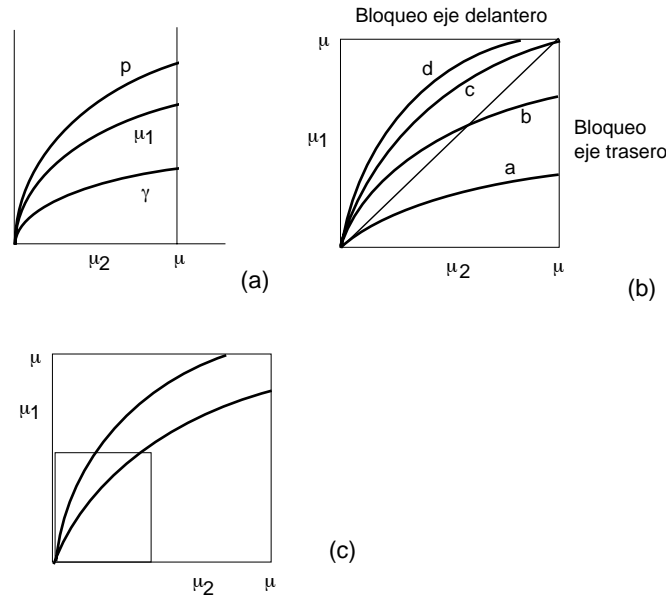 p
μ1
γ
μ2 μ
(a)
Bloqueo eje delantero
μ
d
c
μ1
b
Bloqueo
eje trasero
a
μ2 μ
(b)
μ
μ1
μ2 μ
(c)